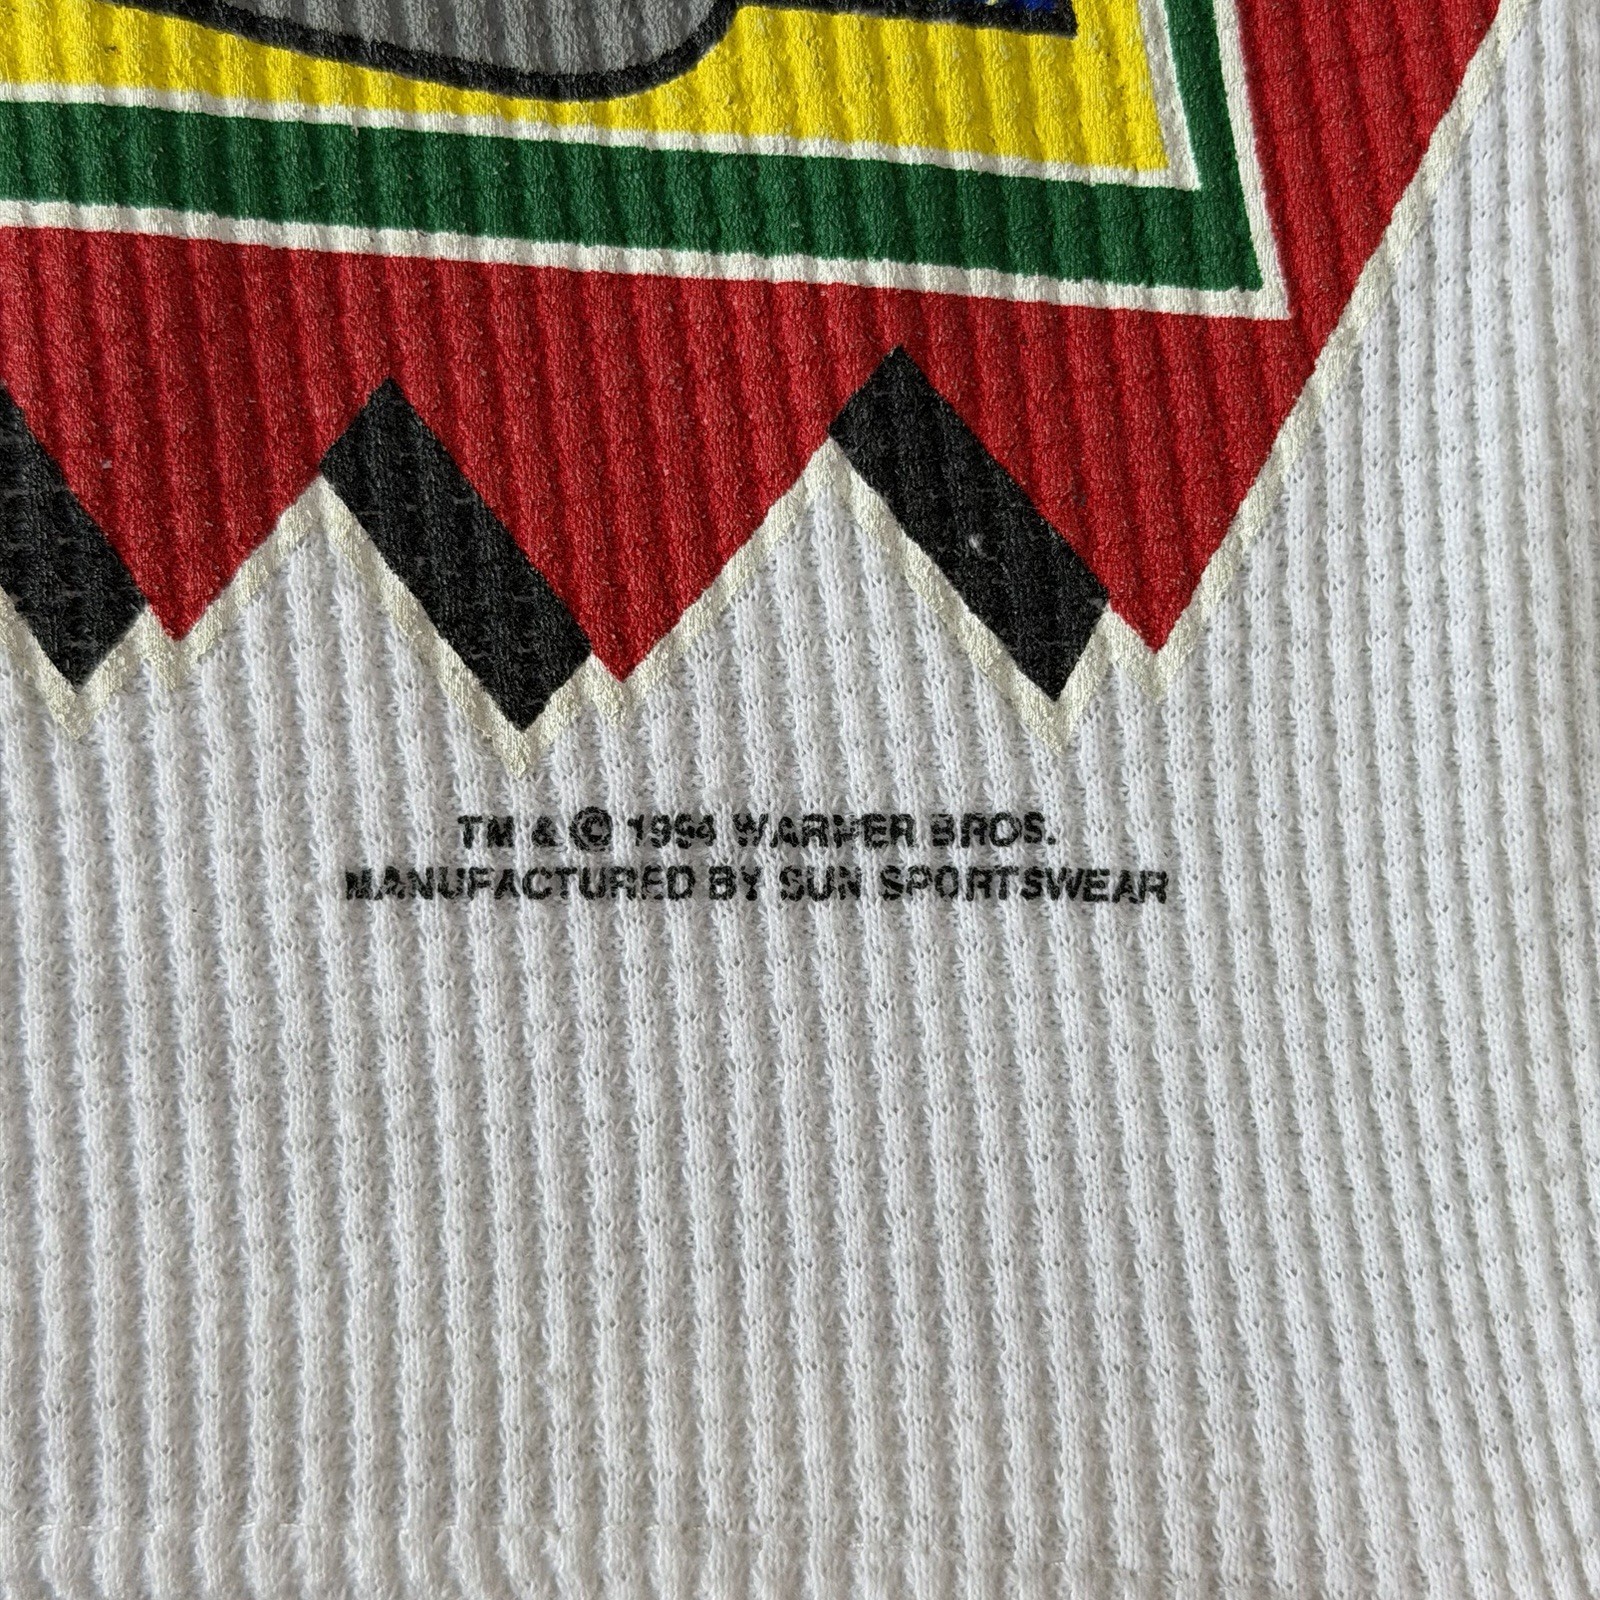 TM & © 1994 WARNER BROS.
MANUFACTURED BY SUN SPORTSWEAR